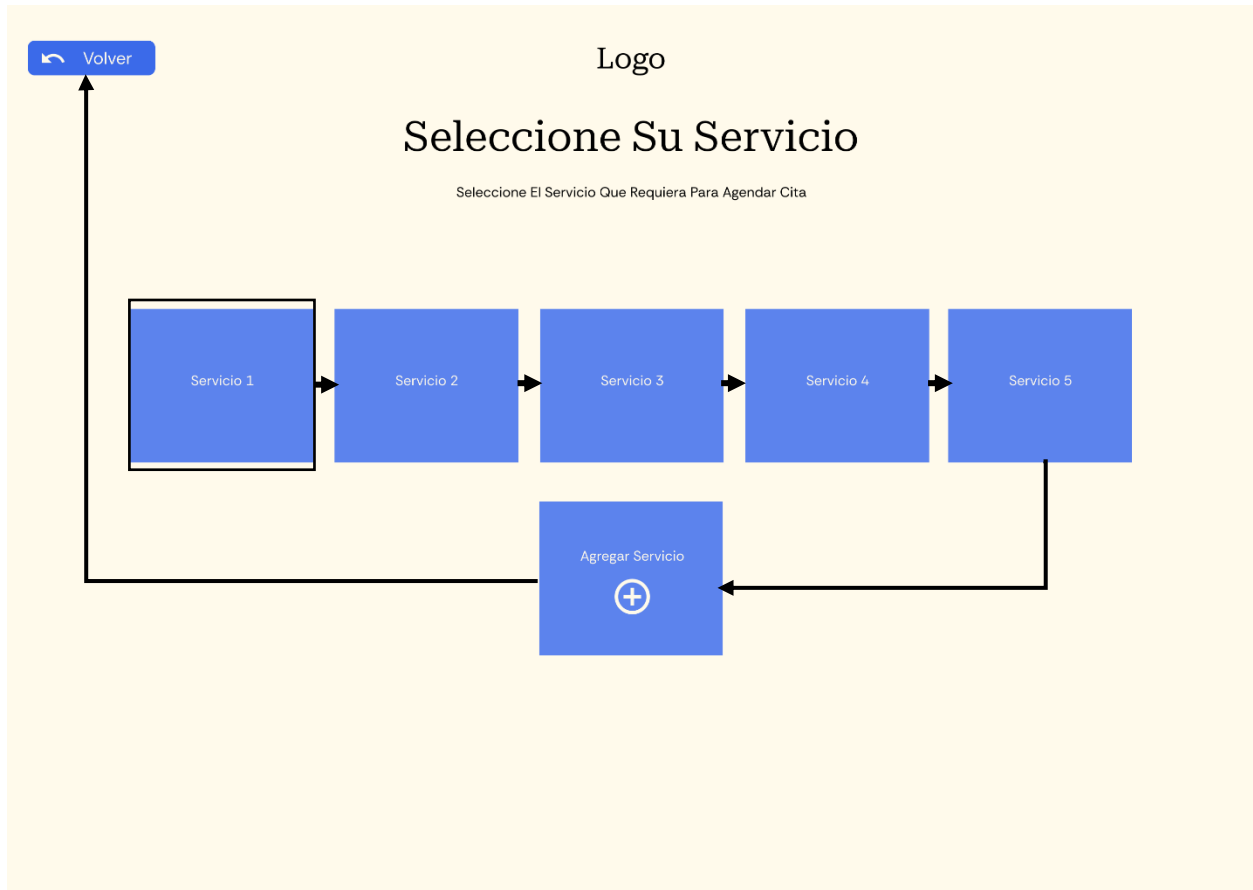 Volver
Logo
Seleccione Su Servicio
Seleccione El Servicio Que Requiera Para Agendar Cita
Servicio 1
Servicio 2
Servicio 3
Servicio 4
Servicio 5
Agregar Servicio